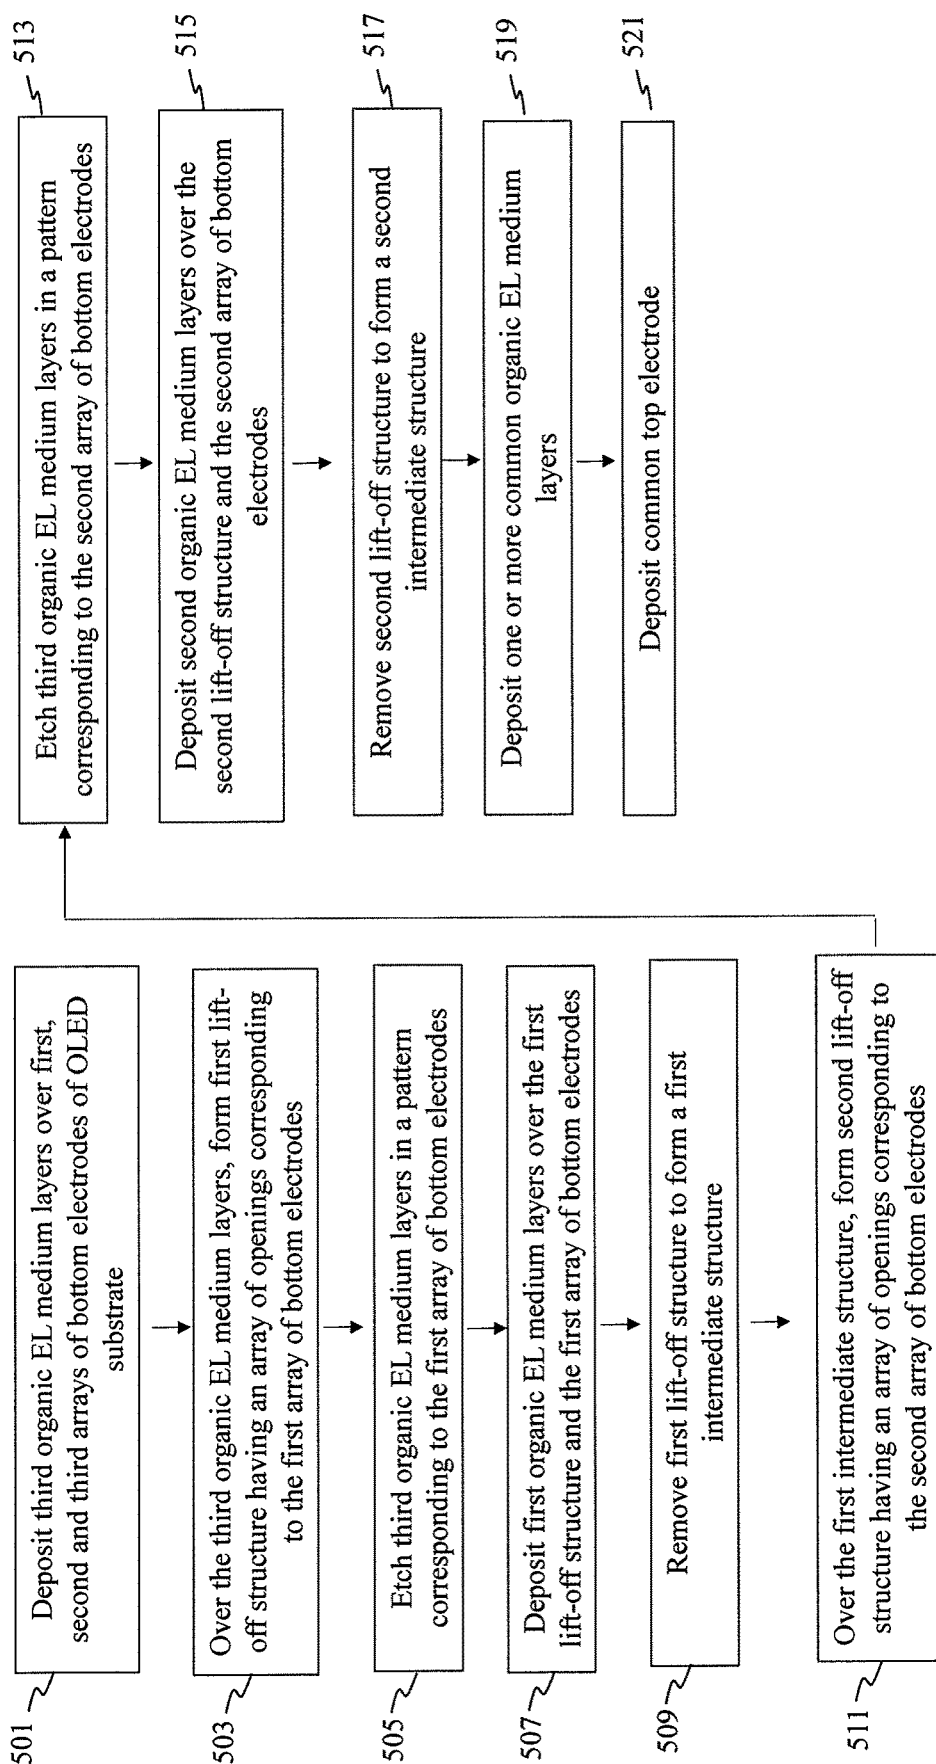 501
Deposit third organic EL medium layers over first,
second and third arrays of bottom electrodes of OLED
substrate
503
Over the third organic EL medium layers, form first lift-
off structure having an array of openings corresponding
to the first array of bottom electrodes
505
Etch third organic EL medium layers in a pattern
corresponding to the first array of bottom electrodes
507
Deposit first organic EL medium layers over the first
lift-off structure and the first array of bottom electrodes
509
Remove first lift-off structure to form a first
intermediate structure
511
Over the first intermediate structure, form second lift-off
structure having an array of openings corresponding to
the second array of bottom electrodes
513
Etch third organic EL medium layers in a pattern
corresponding to the second array of bottom electrodes
515
Deposit second organic EL medium layers over the
second lift-off structure and the second array of bottom
electrodes
517
Remove second lift-off structure to form a second
intermediate structure
519
Deposit one or more common organic EL medium
layers
521
Deposit common top electrode